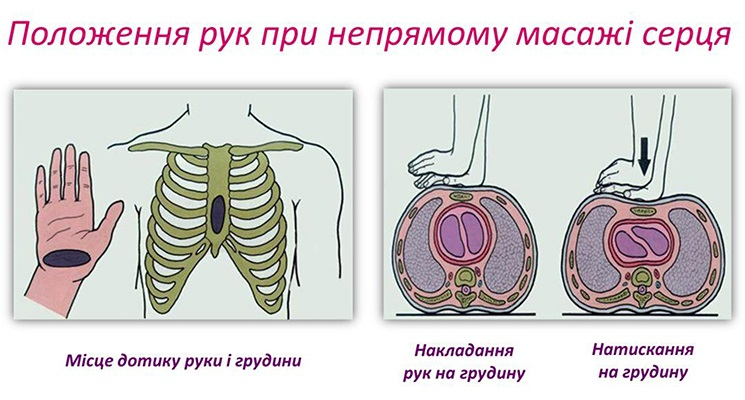 Положення рук при непрямому масажі серця
Місце дотику руки і грудини
Накладання
рук на грудину
Натискання
на грудину